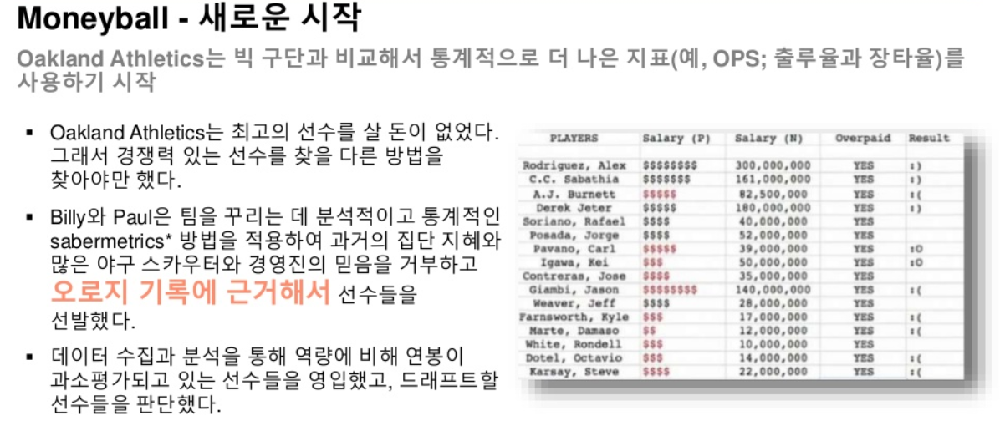 Moneyball - 새로운 시작
Oakland Athletics는 빅 구단과 비교해서 통계적으로 더 나은 지표(예, OPS; 출루율과 장타율)를
사용하기 시작
▪ Oakland Athletics는 최고의 선수를 살 돈이 없었다.
그래서 경쟁력 있는 선수를 찾을 다른 방법을
찾아야만 했다.
▪ Billy와 Paul은 팀을 꾸리는 데 분석적이고 통계적인
sabermetrics* 방법을 적용하여 과거의 집단 지혜와
많은 야구 스카우터와 경영진의 믿음을 거부하고
오로지 기록에 근거해서 선수들을
선발했다.
▪ 데이터 수집과 분석을 통해 역량에 비해 연봉이
과소평가되고 있는 선수들을 영입했고, 드래프트할
선수들을 판단했다.
PLAYERS Salary (P) Salary (N) Overpaid Result
Rodriguez, Alex $$$$$$$$ 300,000,000 YES :)
C.C. Sabathia $$$$$$$ 161,000,000 YES :)
A.J. Burnett $$$$$ 82,500,000 YES :(
Derek Jeter $$$$$ 180,000,000 YES :)
Soriano, Rafael $$$$ 40,000,000 YES
Posada, Jorge $$$$ 52,000,000 YES
Pavano, Carl $$$$$ 39,000,000 YES :O
Igawa, Kei $$$ 50,000,000 YES :O
Contreras, Jose $$$$ 35,000,000 YES
Giambi, Jason $$$$$$$$ 140,000,000 YES :(
Weaver, Jeff $$$$ 28,000,000 YES
Farnsworth, Kyle $$$ 17,000,000 YES :(
Marte, Damaso $$ 12,000,000 YES :(
White, Rondell $$$ 10,000,000 YES
Dotel, Octavio $$$ 14,000,000 YES :(
Karsay, Steve $$$$ 22,000,000 YES :(